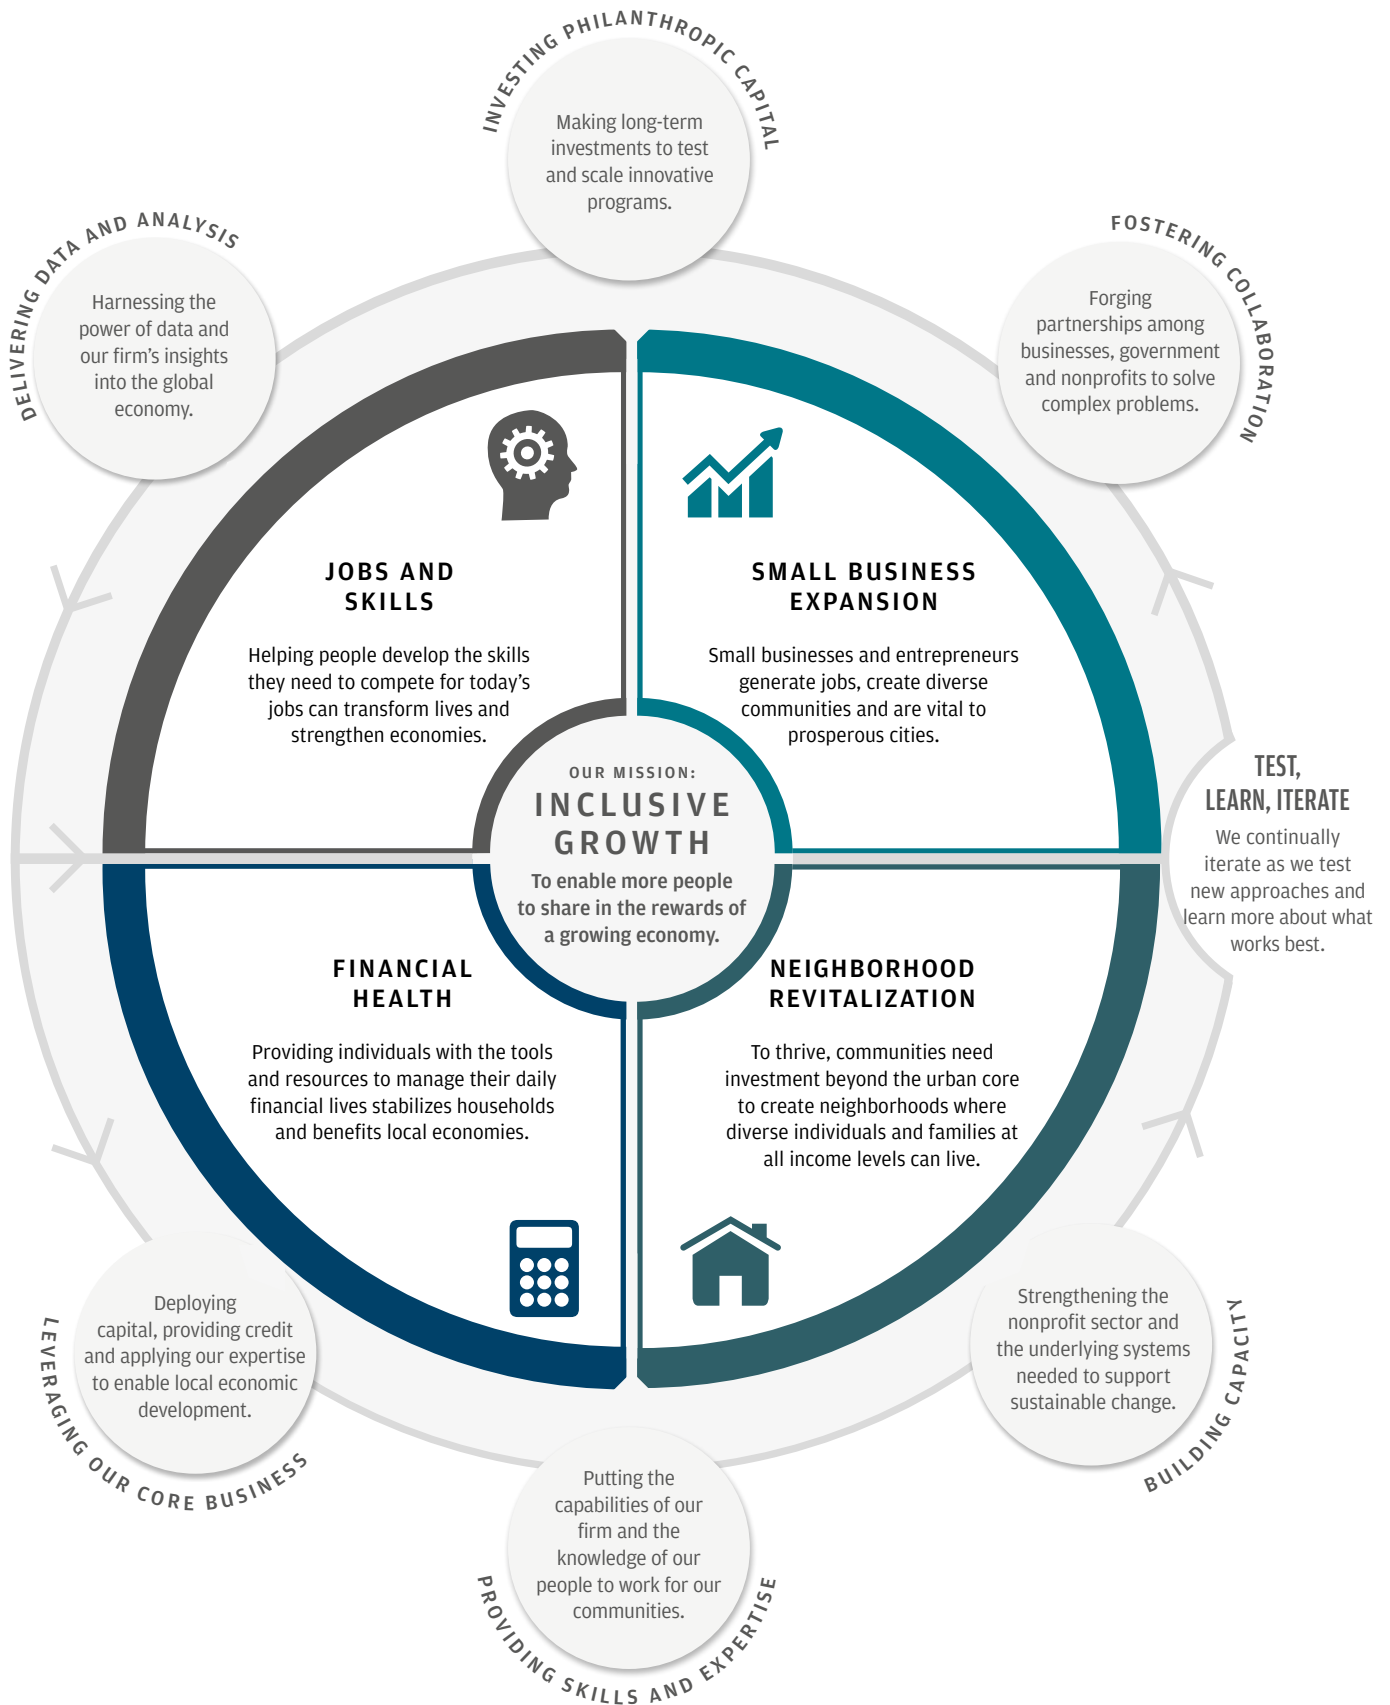 INVESTING PHILANTHROPIC CAPITAL
Making long-term
investments to test
and scale innovative
programs.
DELIVERING DATA AND ANALYSIS
Harnessing the
power of data and
our firm's insights
into the global
economy.
FOSTERING COLLABORATION
Forging
partnerships among
businesses, government
and nonprofits to solve
complex problems.
JOBS AND
SKILLS
Helping people develop the skills
they need to compete for today's
jobs can transform lives and
strengthen economies.
SMALL BUSINESS
EXPANSION
Small businesses and entrepreneurs
generate jobs, create diverse
communities and are vital to
prosperous cities.
OUR MISSION:
INCLUSIVE
GROWTH
To enable more people
to share in the rewards of
a growing economy.
TEST,
LEARN, ITERATE
We continually
iterate as we test
new approaches and
learn more about what
works best.
FINANCIAL
HEALTH
Providing individuals with the tools
and resources to manage their daily
financial lives stabilizes households
and benefits local economies.
NEIGHBORHOOD
REVITALIZATION
To thrive, communities need
investment beyond the urban core
to create neighborhoods where
diverse individuals and families at
all income levels can live.
Deploying
capital, providing credit
and applying our expertise
to enable local economic
development.
LEVERAGING OUR CORE BUSINESS
Strengthening the
nonprofit sector and
the underlying systems
needed to support
sustainable change.
BUILDING CAPACITY
Putting the
capabilities of our
firm and the
knowledge of our
people to work for our
communities.
PROVIDING SKILLS AND EXPERTISE